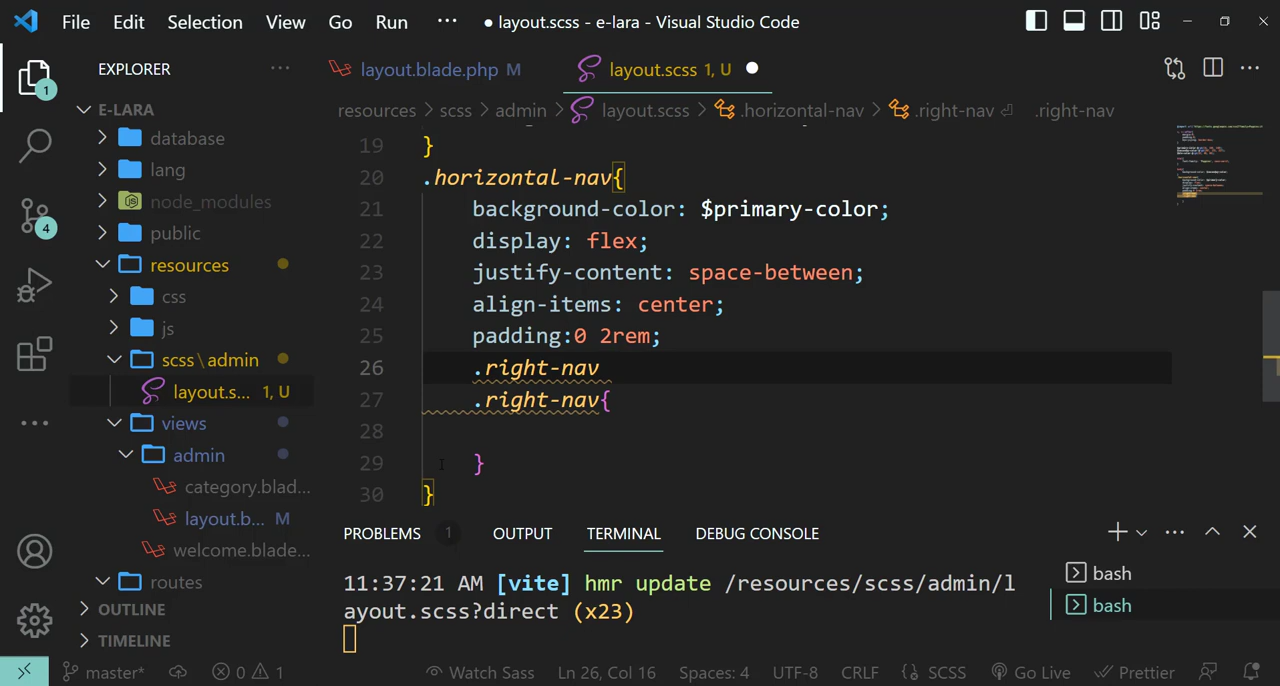 File Edit Selection View Go Run ··· ● layout.scss - e-lara - Visual Studio Code
EXPLORER ···
layout.blade.php M layout.scss 1, U ●
E-LARA
resources > scss > admin > layout.scss > .horizontal-nav > .right-nav ⏎ .right-nav
database
lang
node_modules
public
resources
css
js
scss\admin
layout.s... 1, U
views
admin
category.blad...
layout.b... M
welcome.blade...
routes
OUTLINE
TIMELINE
1
4
19 }
20 .horizontal-nav{
21 background-color: $primary-color;
22 display: flex;
23 justify-content: space-between;
24 align-items: center;
25 padding:0 2rem;
26 .right-nav
27 .right-nav{
28
29 }
30 }
PROBLEMS 1 OUTPUT TERMINAL DEBUG CONSOLE
11:37:21 AM [vite] hmr update /resources/scss/admin/l
ayout.scss?direct (x23)
bash
bash
master* 0 1 Watch Sass Ln 26, Col 16 Spaces: 4 UTF-8 CRLF {} SCSS Go Live Prettier